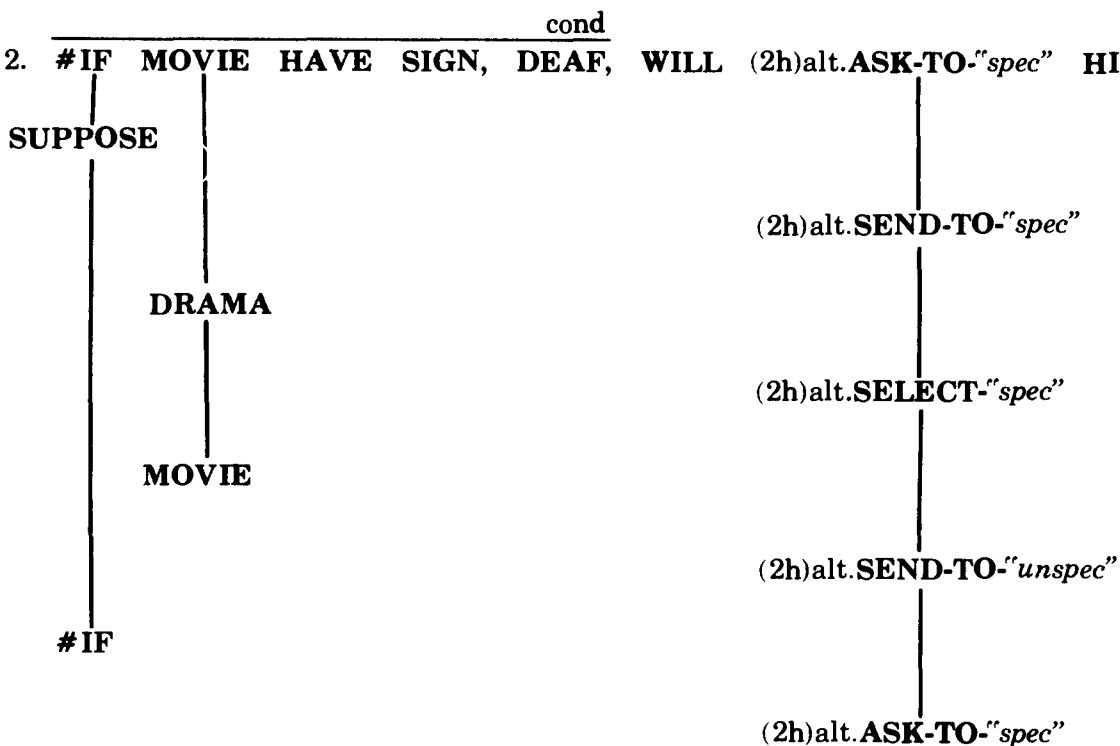 cond
2. #IF MOVIE HAVE SIGN, DEAF, WILL (2h)alt.ASK-TO-"spec" HI
SUPPOSE
(2h)alt.SEND-TO-"spec"
DRAMA
(2h)alt.SELECT-"spec"
MOVIE
(2h)alt.SEND-TO-"unspec"
#IF
(2h)alt.ASK-TO-"spec"